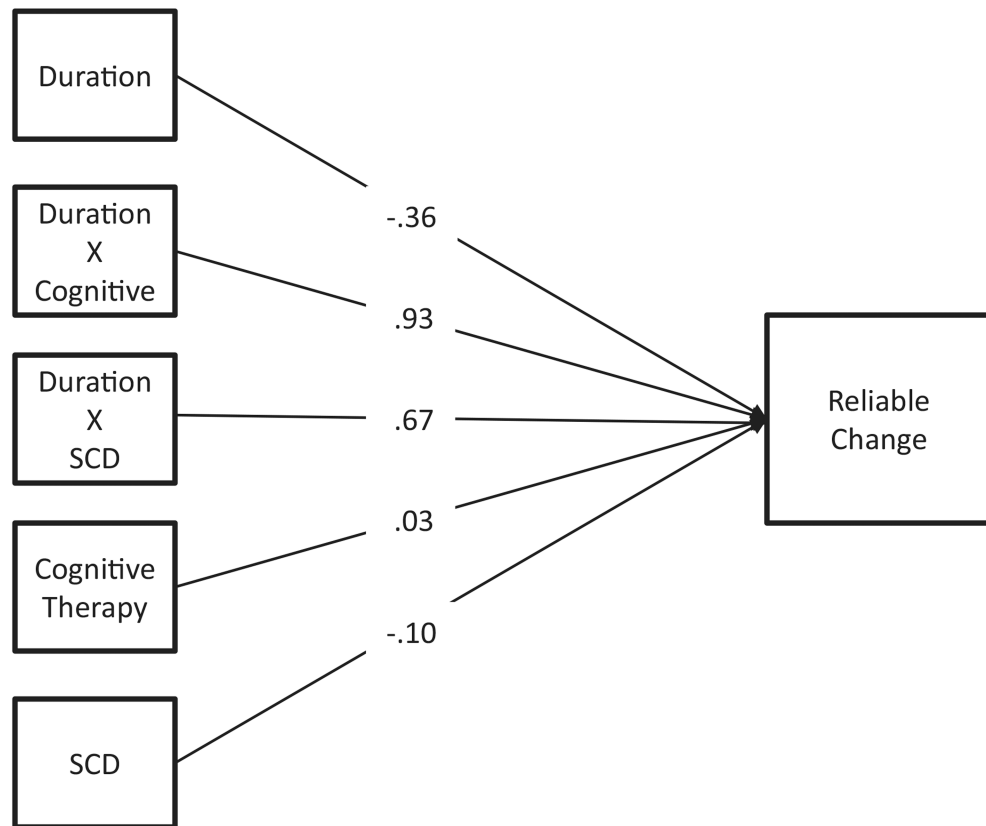 Duration
Duration
X
Cognitive
Duration
X
SCD
Cognitive
Therapy
SCD
-.36
.93
.67
.03
-.10
Reliable
Change